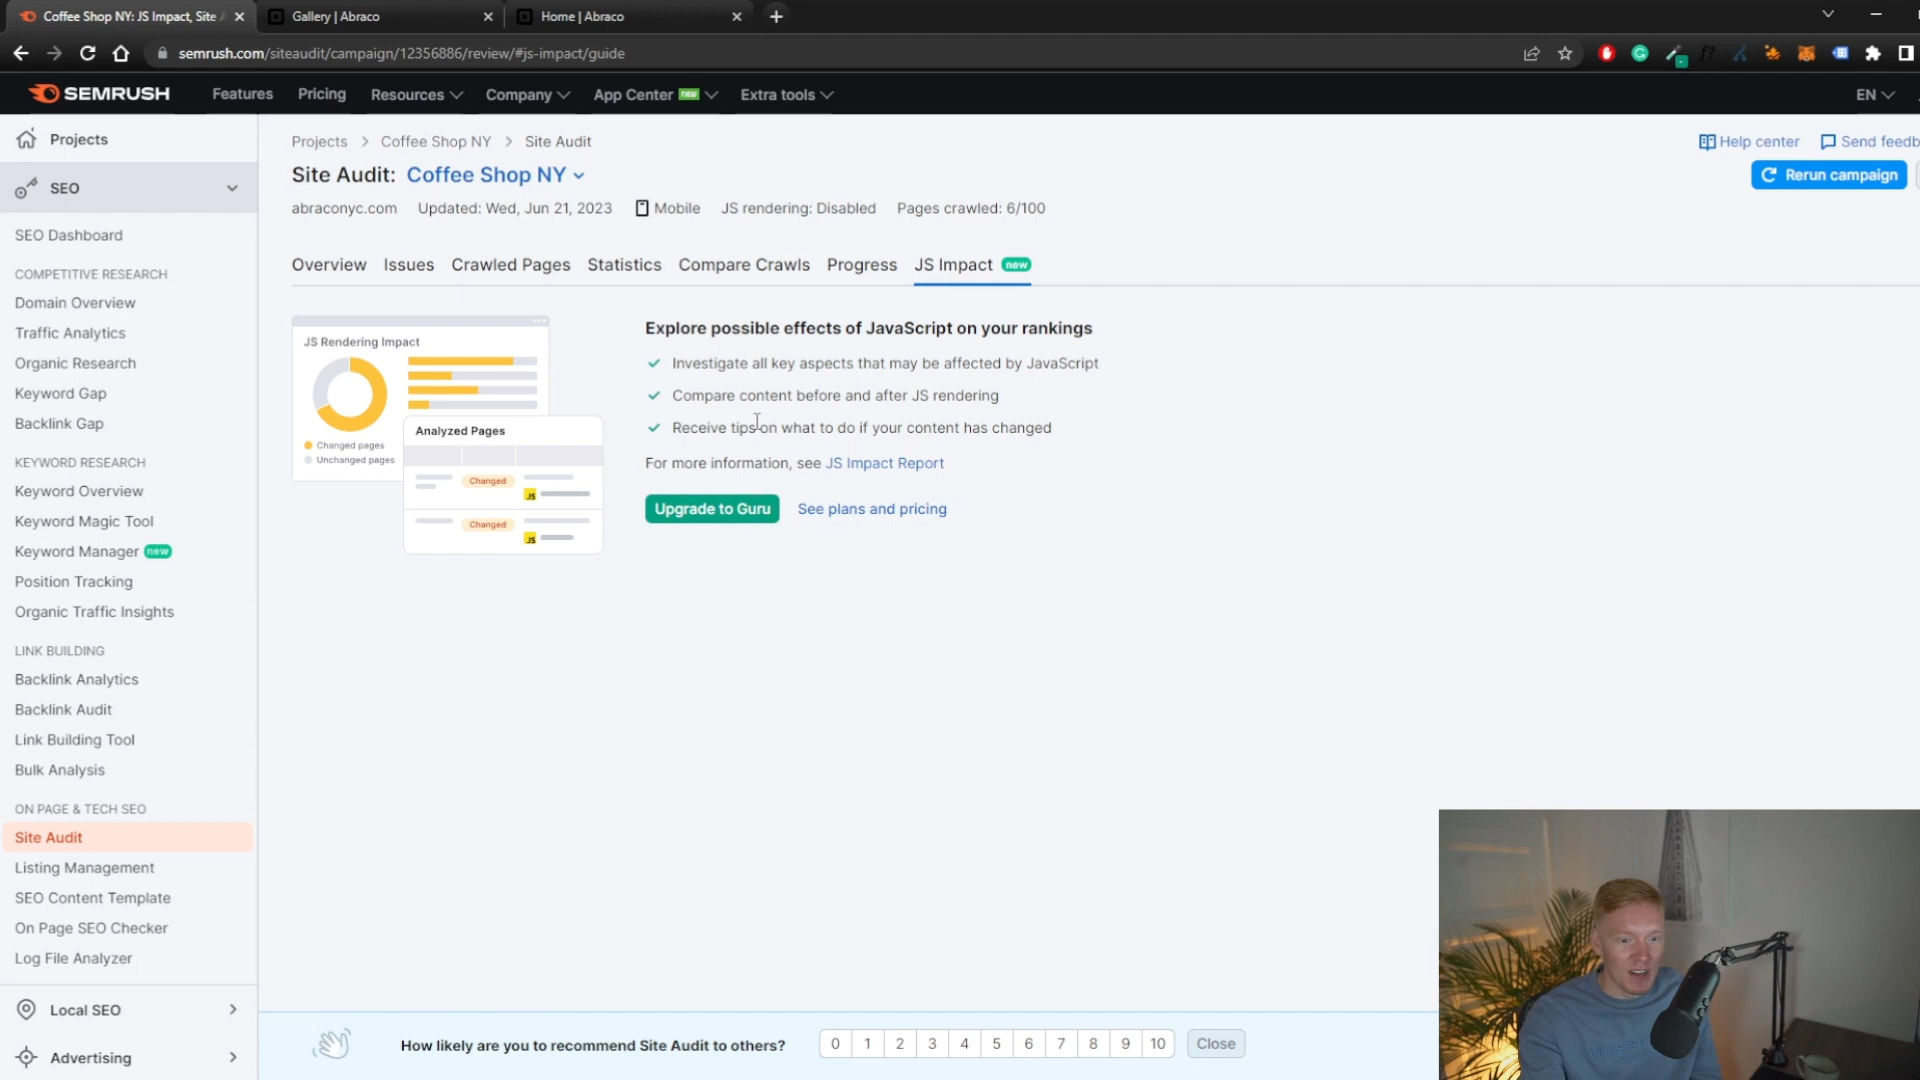 Coffee Shop NY: JS Impact, Site A
Gallery | Abraco
Home | Abraco
semrush.com/siteaudit/campaign/12356886/review/#js-impact/guide
SEMRUSH
Features
Pricing
Resources
Company
App Center new
Extra tools
EN
Projects
SEO
SEO Dashboard
COMPETITIVE RESEARCH
Domain Overview
Traffic Analytics
Organic Research
Keyword Gap
Backlink Gap
KEYWORD RESEARCH
Keyword Overview
Keyword Magic Tool
Keyword Manager new
Position Tracking
Organic Traffic Insights
LINK BUILDING
Backlink Analytics
Backlink Audit
Link Building Tool
Bulk Analysis
ON PAGE & TECH SEO
Site Audit
Listing Management
SEO Content Template
On Page SEO Checker
Log File Analyzer
Local SEO
Advertising
Projects > Coffee Shop NY > Site Audit
Help center
Send feedb
Site Audit: Coffee Shop NY
Rerun campaign
abraconyc.com Updated: Wed, Jun 21, 2023 Mobile JS rendering: Disabled Pages crawled: 6/100
Overview Issues Crawled Pages Statistics Compare Crawls Progress JS Impact new
JS Rendering Impact
Changed pages
Unchanged pages
Analyzed Pages
Changed
JS
Changed
JS
Explore possible effects of JavaScript on your rankings
Investigate all key aspects that may be affected by JavaScript
Compare content before and after JS rendering
Receive tips on what to do if your content has changed
For more information, see JS Impact Report
Upgrade to Guru
See plans and pricing
How likely are you to recommend Site Audit to others?
0 1 2 3 4 5 6 7 8 9 10
Close